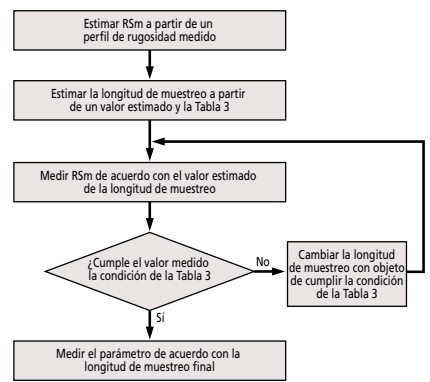 Estimar RSm a partir de un
perfil de rugosidad medido
Estimar la longitud de muestreo a partir
de un valor estimado y la Tabla 3
Medir RSm de acuerdo con el valor estimado
de la longitud de muestreo
¿Cumple el valor medido
la condición de la Tabla 3
No
Cambiar la longitud
de muestreo con objeto
de cumplir la condición
de la Tabla 3
Sí
Medir el parámetro de acuerdo con la
longitud de muestreo final